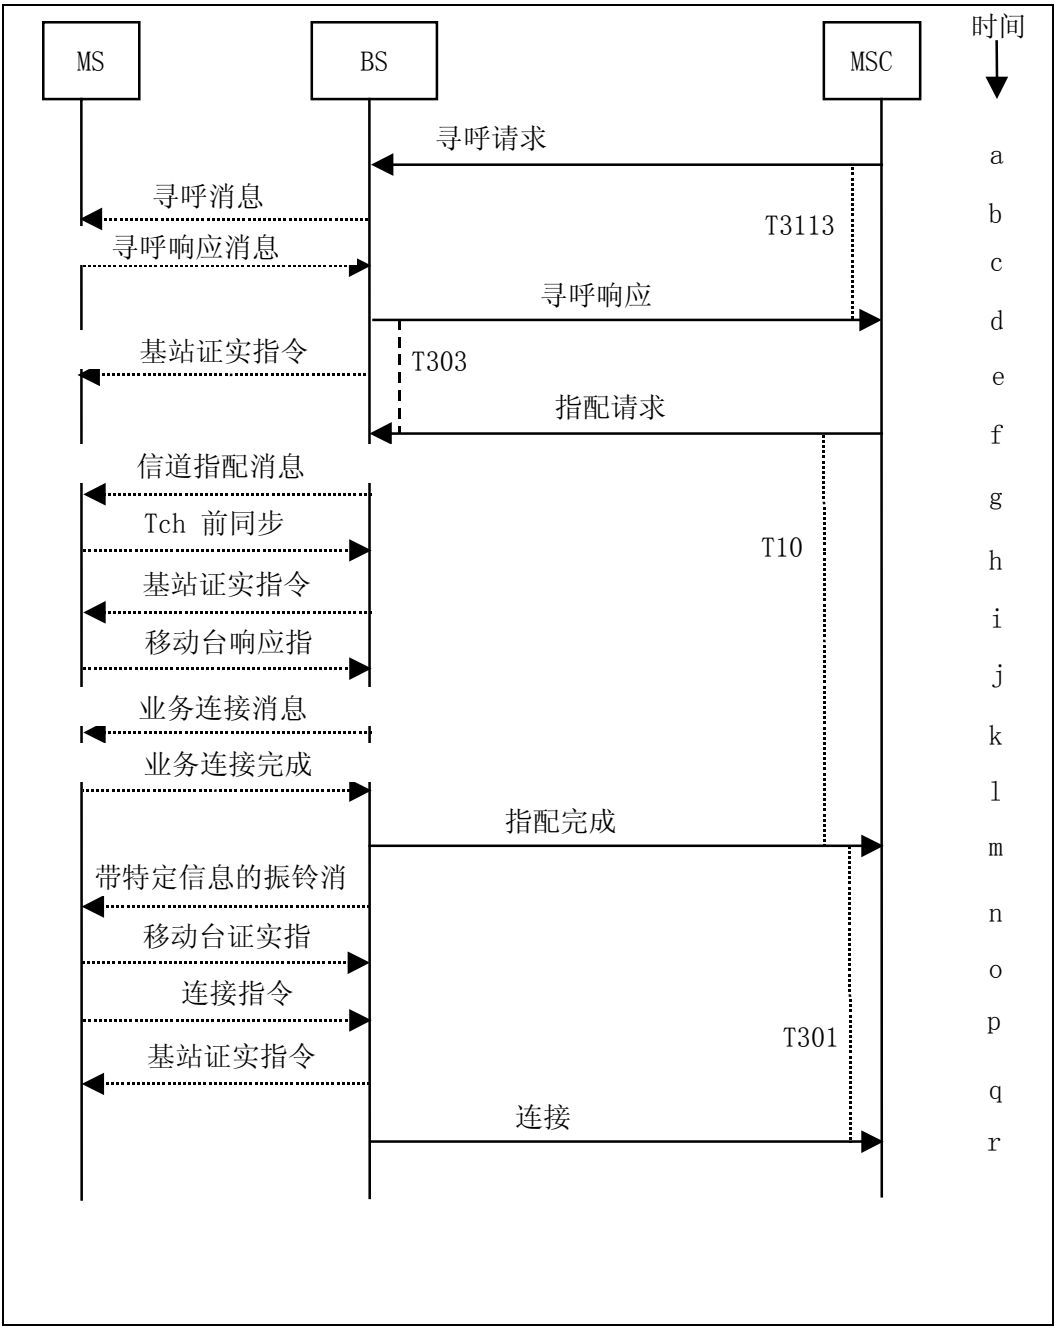 时间
MS
BS
MSC
寻呼请求
a
寻呼消息
b
T3113
寻呼响应消息
c
寻呼响应
d
基站证实指令
T303
e
指配请求
f
信道指配消息
g
Tch 前同步
T10
h
基站证实指令
i
移动台响应指
j
业务连接消息
k
业务连接完成
l
指配完成
m
带特定信息的振铃消
n
移动台证实指
o
连接指令
p
T301
基站证实指令
q
连接
r